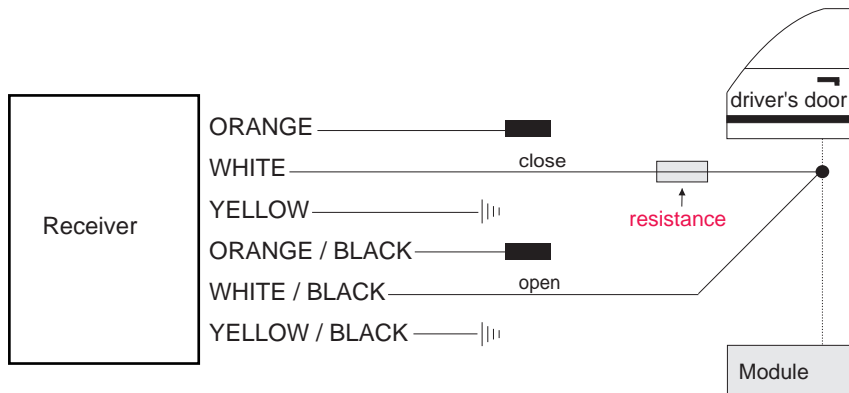 driver's door
ORANGE
WHITE
close
resistance
YELLOW
Receiver
ORANGE / BLACK
WHITE / BLACK
open
YELLOW / BLACK
Module